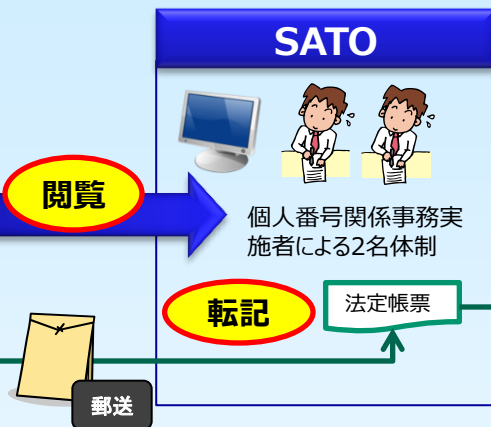 SATO
閲覧
個人番号関係事務実
施者による2名体制
転記
法定帳票
郵送